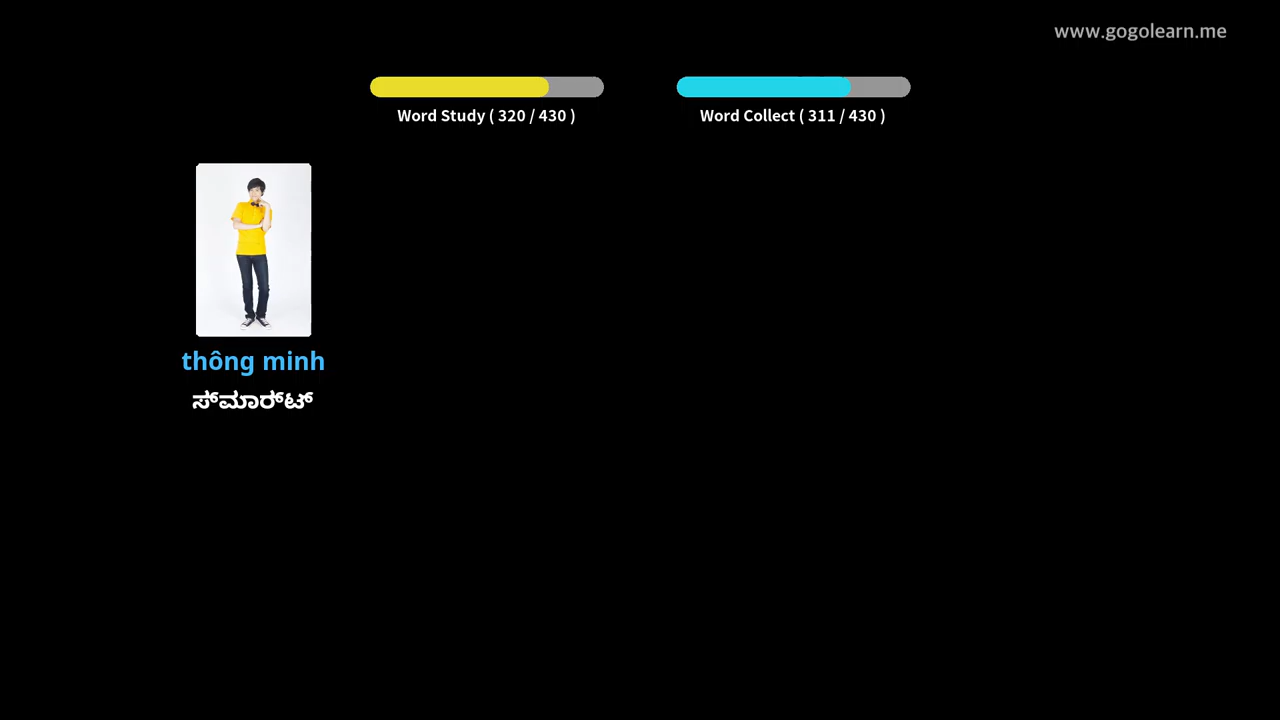 www.gogolearn.me
Word Study ( 320 / 430 )
Word Collect ( 311 / 430 )
thông minh
ಸ್‌ಮಾರ್‌ಟ್